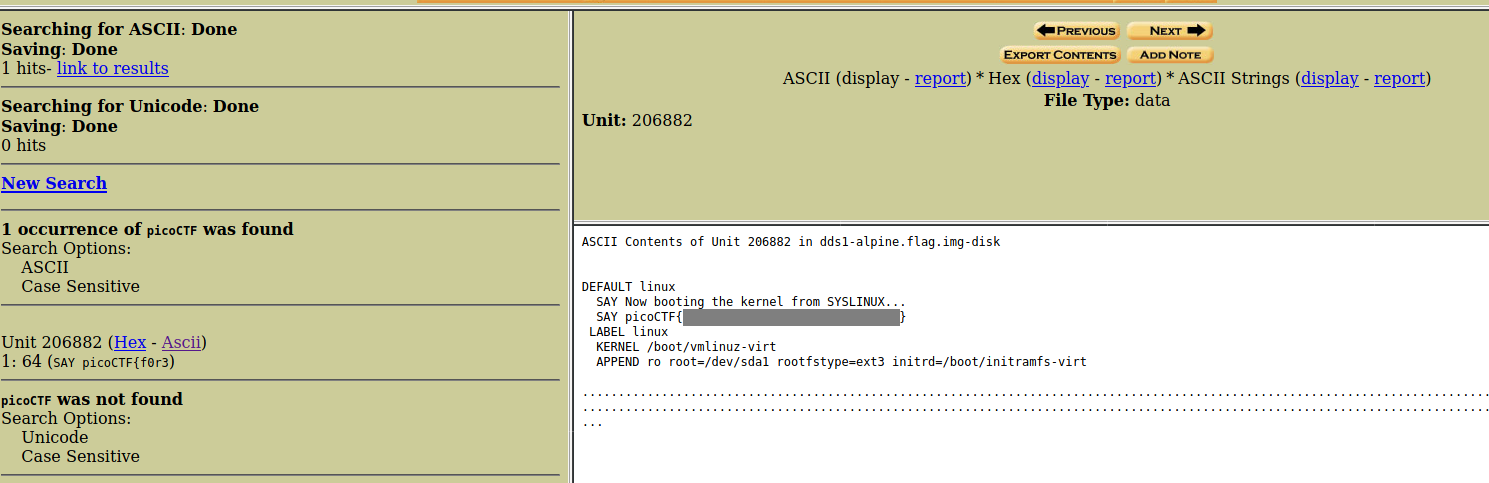 Searching for ASCII: Done
Saving: Done
1 hits- link to results
Searching for Unicode: Done
Saving: Done
0 hits
New Search
1 occurrence of picoCTF was found
Search Options:
ASCII
Case Sensitive
Unit 206882 (Hex - Ascii)
1: 64 (SAY picoCTF{f0r3)
picoCTF was not found
Search Options:
Unicode
Case Sensitive
PREVIOUS NEXT
EXPORT CONTENTS ADD NOTE
ASCII (display - report) * Hex (display - report) * ASCII Strings (display - report)
File Type: data
Unit: 206882
ASCII Contents of Unit 206882 in dds1-alpine.flag.img-disk
DEFAULT linux
SAY Now booting the kernel from SYSLINUX...
SAY picoCTF{ }
LABEL linux
KERNEL /boot/vmlinuz-virt
APPEND ro root=/dev/sda1 rootfstype=ext3 initrd=/boot/initramfs-virt
...